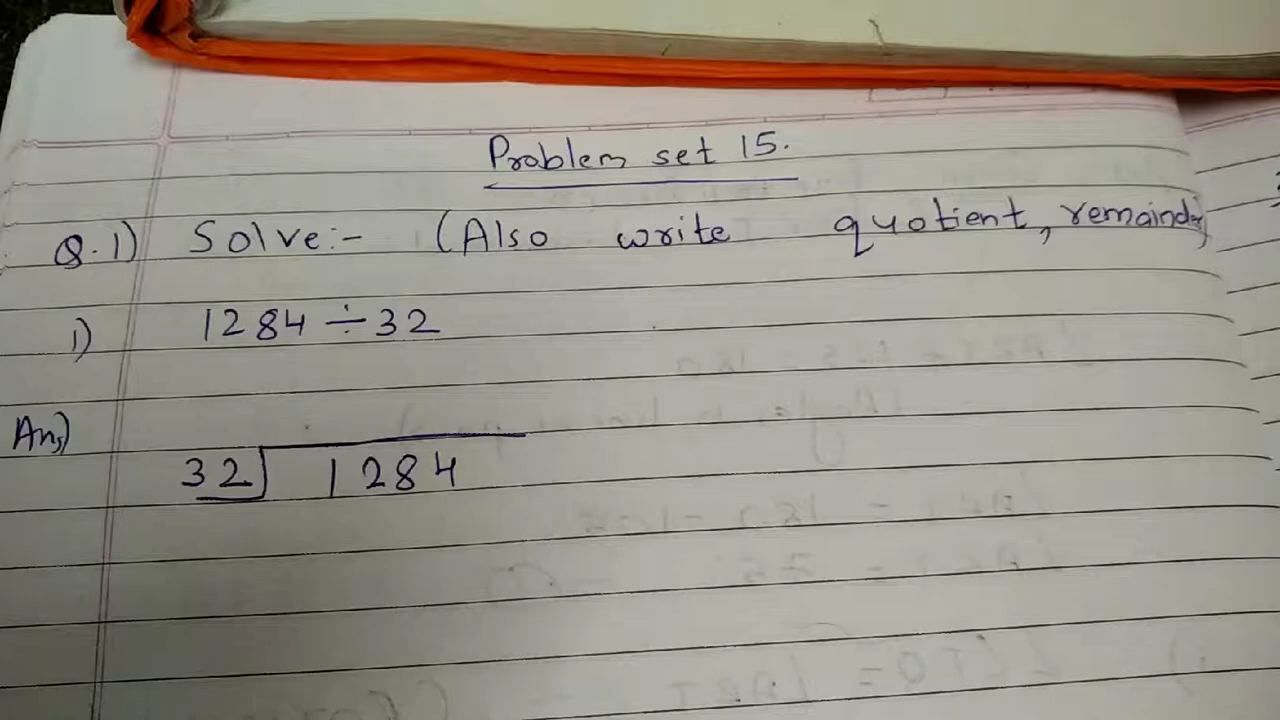 Problem set 15.
Q.1) Solve:- (Also write quotient, remainder)
1) 1284 ÷ 32
Ans)
32 1284